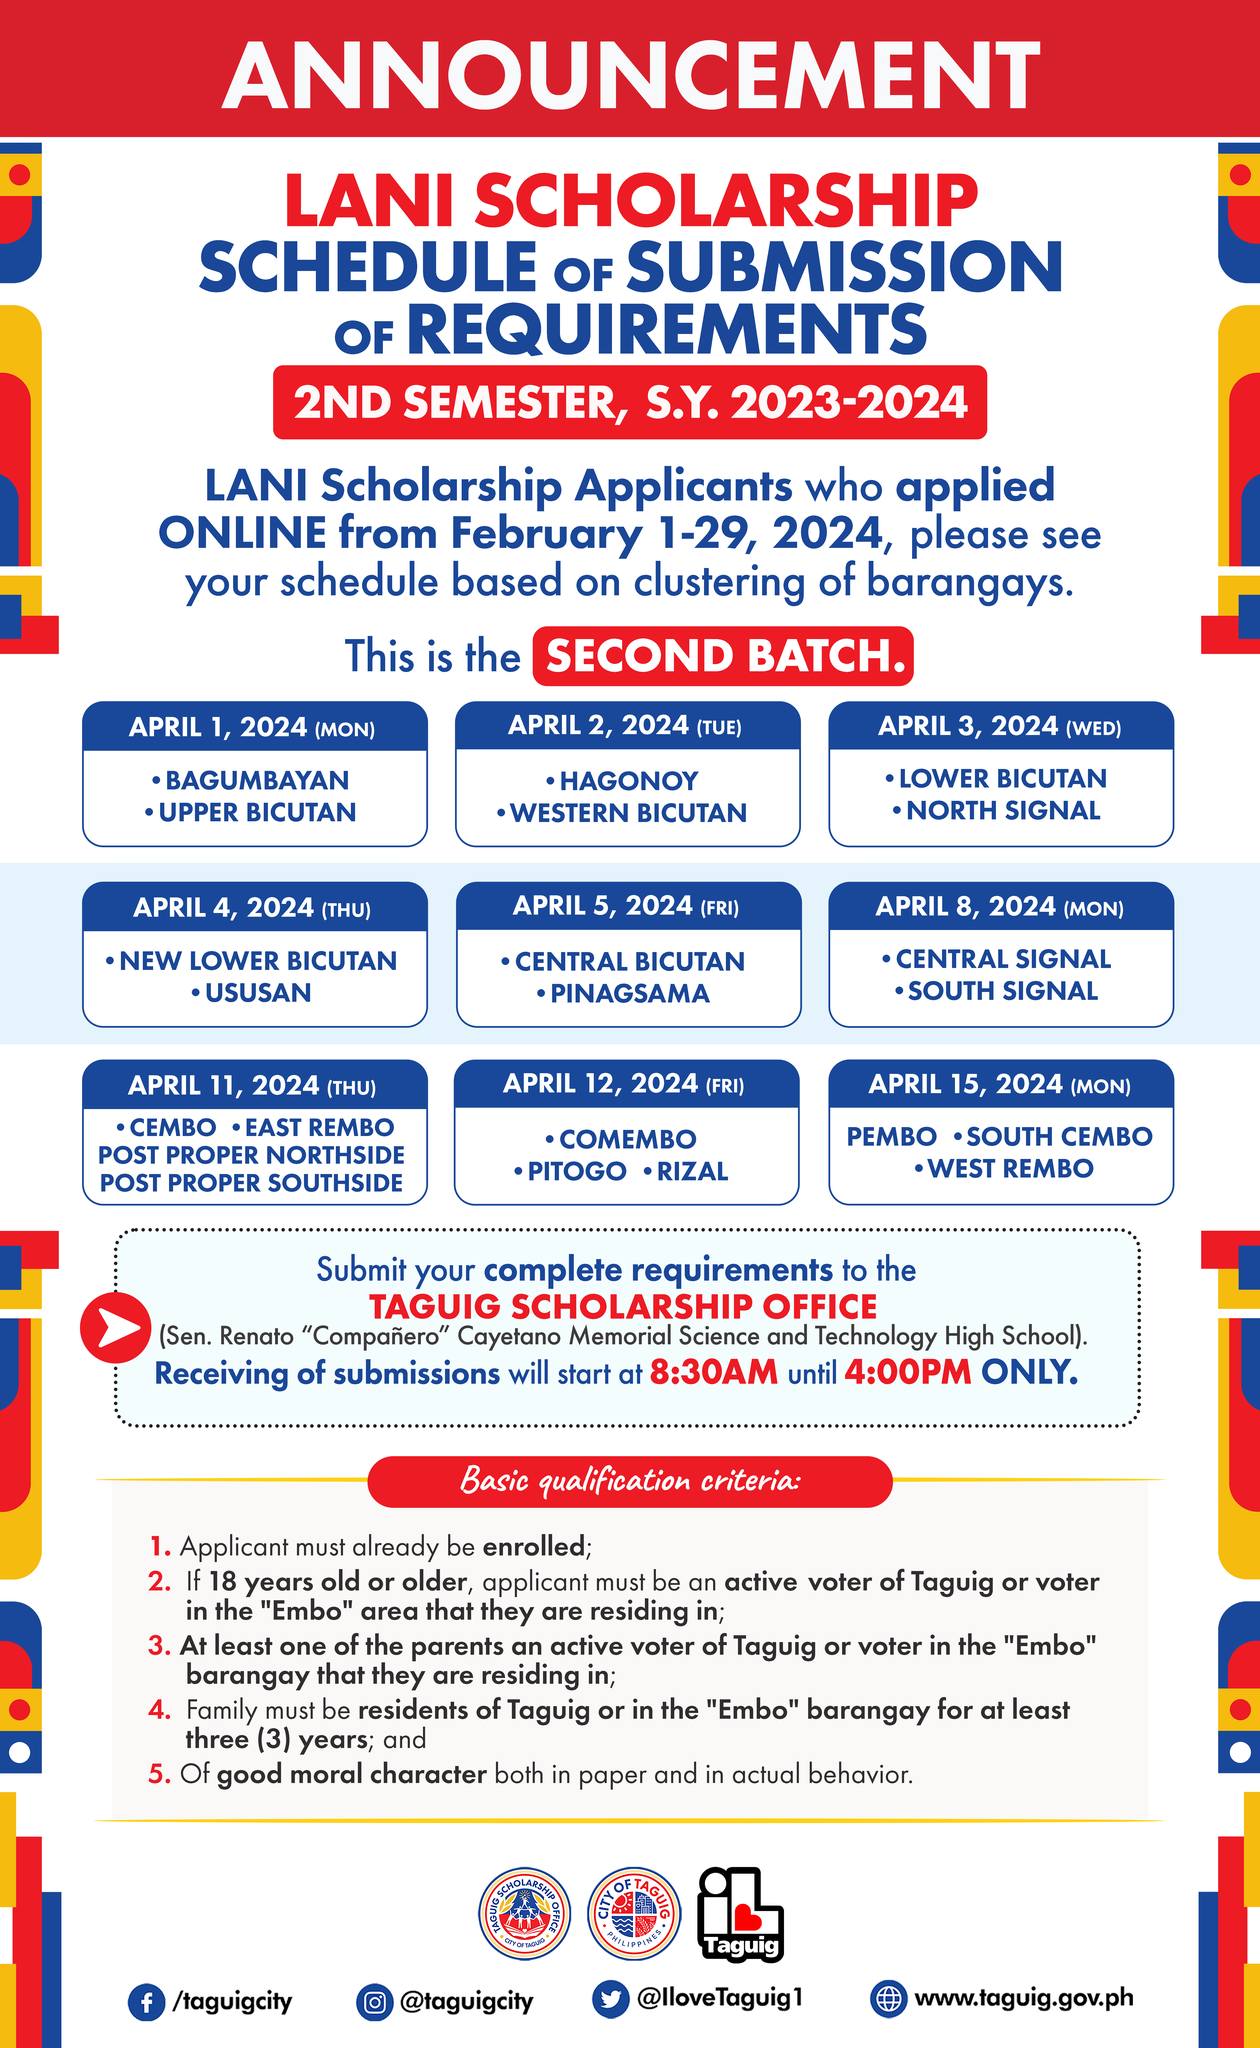 ANNOUNCEMENT
LANI SCHOLARSHIP
SCHEDULE OF SUBMISSION
OF REQUIREMENTS
2ND SEMESTER, S.Y. 2023-2024
LANI Scholarship Applicants who applied
ONLINE from February 1-29, 2024, please see
your schedule based on clustering of barangays.
This is the SECOND BATCH.
APRIL 1, 2024 (MON)
• BAGUMBAYAN
• UPPER BICUTAN
APRIL 2, 2024 (TUE)
• HAGONOY
• WESTERN BICUTAN
APRIL 3, 2024 (WED)
• LOWER BICUTAN
• NORTH SIGNAL
APRIL 4, 2024 (THU)
• NEW LOWER BICUTAN
• USUSAN
APRIL 5, 2024 (FRI)
• CENTRAL BICUTAN
• PINAGSAMA
APRIL 8, 2024 (MON)
• CENTRAL SIGNAL
• SOUTH SIGNAL
APRIL 11, 2024 (THU)
• CEMBO • EAST REMBO
POST PROPER NORTHSIDE
POST PROPER SOUTHSIDE
APRIL 12, 2024 (FRI)
• COMEMBO
• PITOGO • RIZAL
APRIL 15, 2024 (MON)
PEMBO • SOUTH CEMBO
• WEST REMBO
Submit your complete requirements to the
TAGUIG SCHOLARSHIP OFFICE
(Sen. Renato “Compañero” Cayetano Memorial Science and Technology High School).
Receiving of submissions will start at 8:30AM until 4:00PM ONLY.
Basic qualification criteria:
1. Applicant must already be enrolled;
2. If 18 years old or older, applicant must be an active voter of Taguig or voter
in the "Embo" area that they are residing in;
3. At least one of the parents an active voter of Taguig or voter in the "Embo"
barangay that they are residing in;
4. Family must be residents of Taguig or in the "Embo" barangay for at least
three (3) years; and
5. Of good moral character both in paper and in actual behavior.
TAGUIG SCHOLARSHIP OFFICE
• CITY OF TAGUIG •
CITY OF TAGUIG
• PHILIPPINES •
iL
Taguig
/taguigcity
@taguigcity
@IloveTaguig1
www.taguig.gov.ph